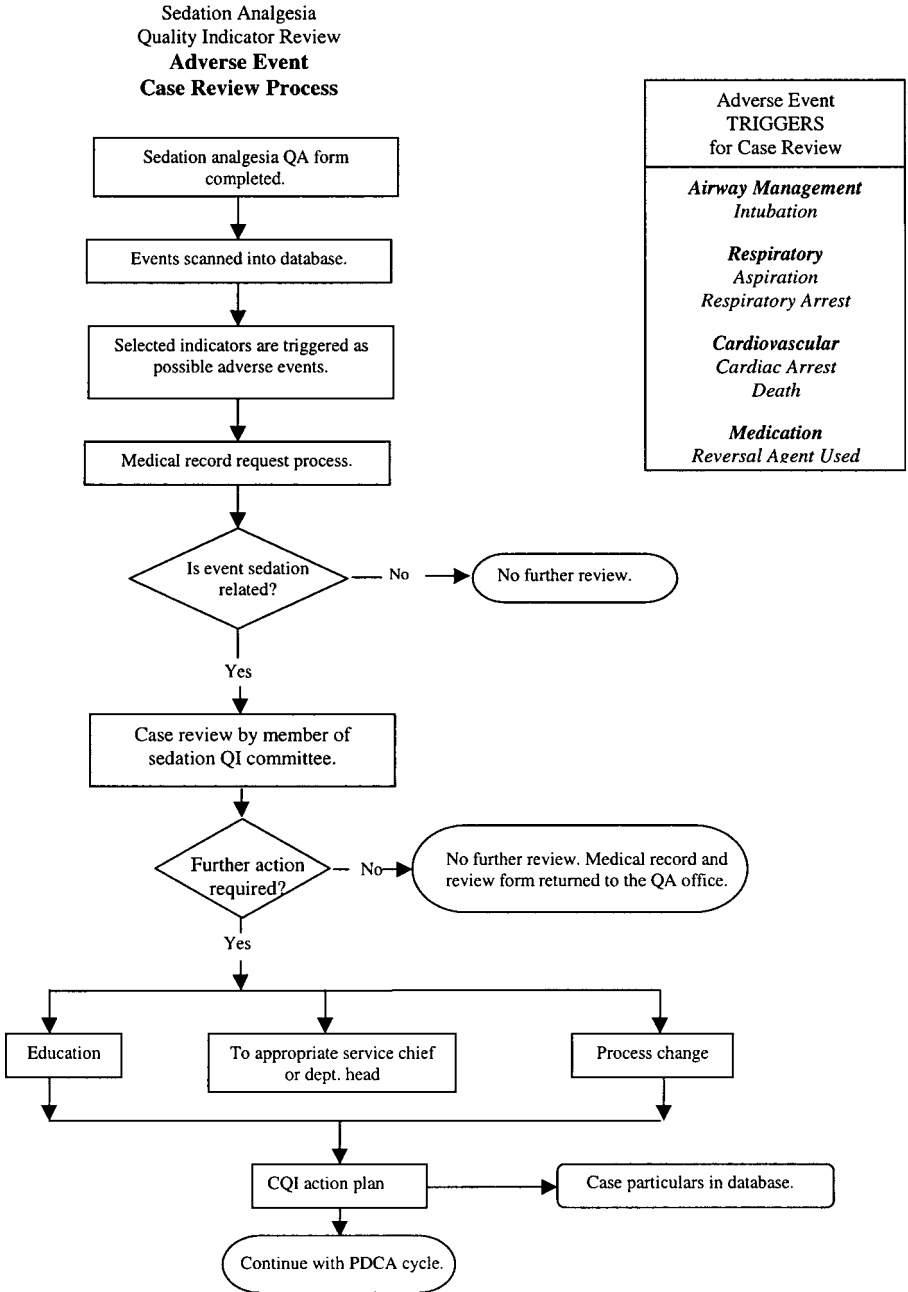 Sedation Analgesia
Quality Indicator Review
Adverse Event
Case Review Process
Adverse Event
TRIGGERS
for Case Review
Airway Management
Intubation
Respiratory
Aspiration
Respiratory Arrest
Cardiovascular
Cardiac Arrest
Death
Medication
Reversal Agent Used
Sedation analgesia QA form
completed.
Events scanned into database.
Selected indicators are triggered as
possible adverse events.
Medical record request process.
Is event sedation
related?
No
No further review.
Yes
Case review by member of
sedation QI committee.
Further action
required?
No
No further review. Medical record and
review form returned to the QA office.
Yes
Education
To appropriate service chief
or dept. head
Process change
CQI action plan
Case particulars in database.
Continue with PDCA cycle.